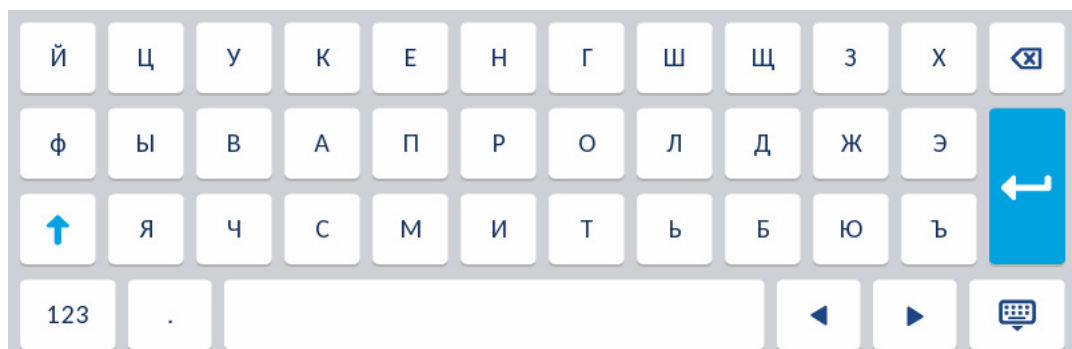 Й Ц У К Е Н Г Ш Щ З Х
ф Ы В А П Р О Л Д Ж Э
Я Ч С М И Т Ь Б Ю Ъ
123 .